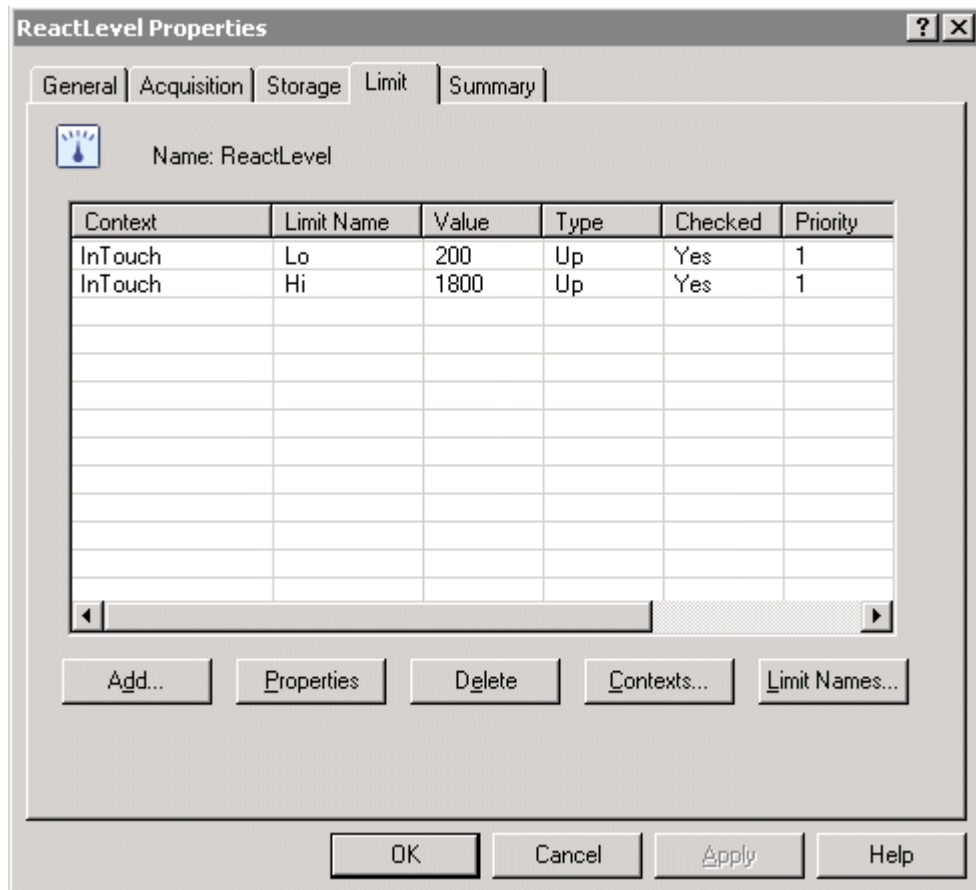 ReactLevel Properties
General Acquisition Storage Limit Summary
Name: ReactLevel
Context Limit Name Value Type Checked Priority
InTouch Lo 200 Up Yes 1
InTouch Hi 1800 Up Yes 1
Add... Properties Delete Contexts... Limit Names...
OK Cancel Apply Help